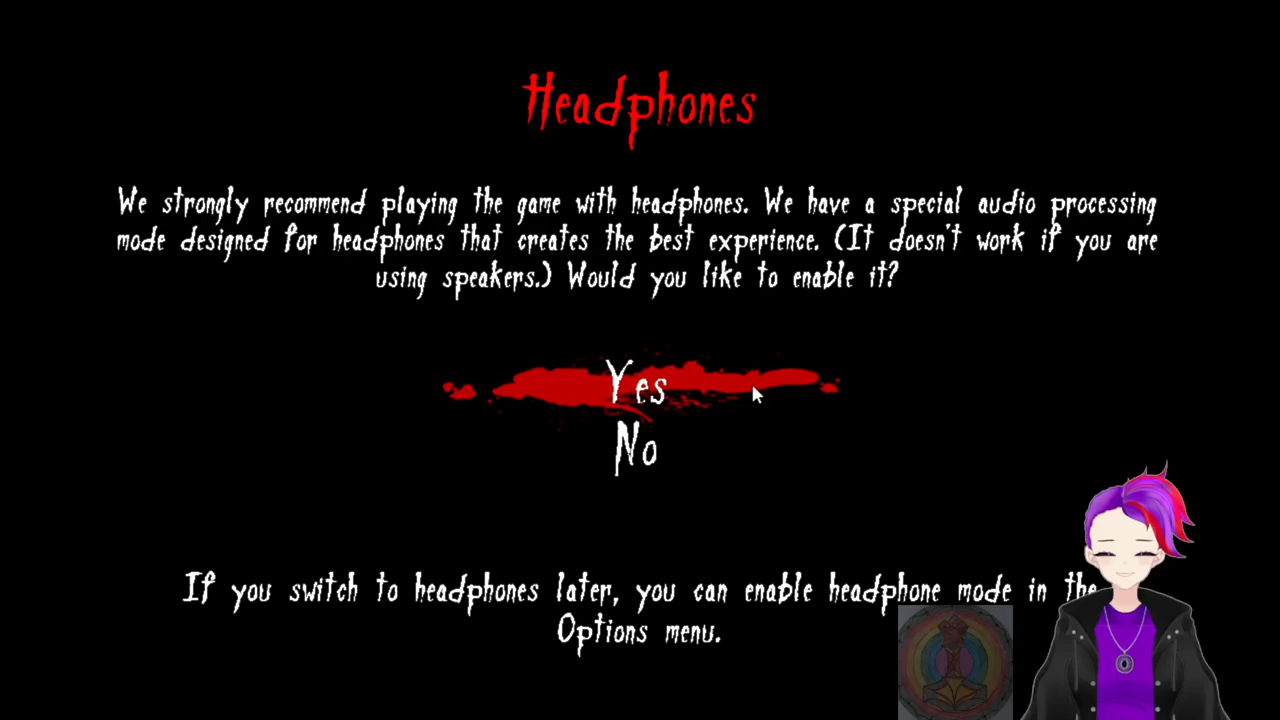 Headphones
We strongly recommend playing the game with headphones. We have a special audio processing
mode designed for headphones that creates the best experience. (It doesn't work if you are
using speakers.) Would you like to enable it?
Yes
No
If you switch to headphones later, you can enable headphone mode in the
Options menu.